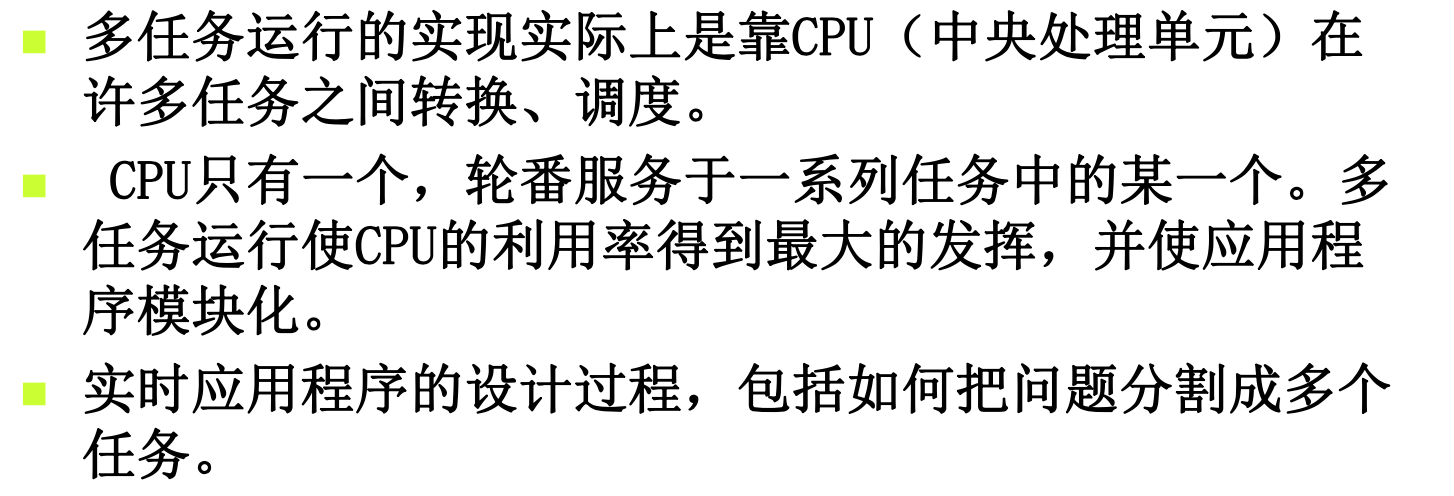 多任务运行的实现实际上是靠CPU（中央处理单元）在
许多任务之间转换、调度。
CPU只有一个，轮番服务于一系列任务中的某一个。多
任务运行使CPU的利用率得到最大的发挥，并使应用程
序模块化。
实时应用程序的设计过程，包括如何把问题分割成多个
任务。